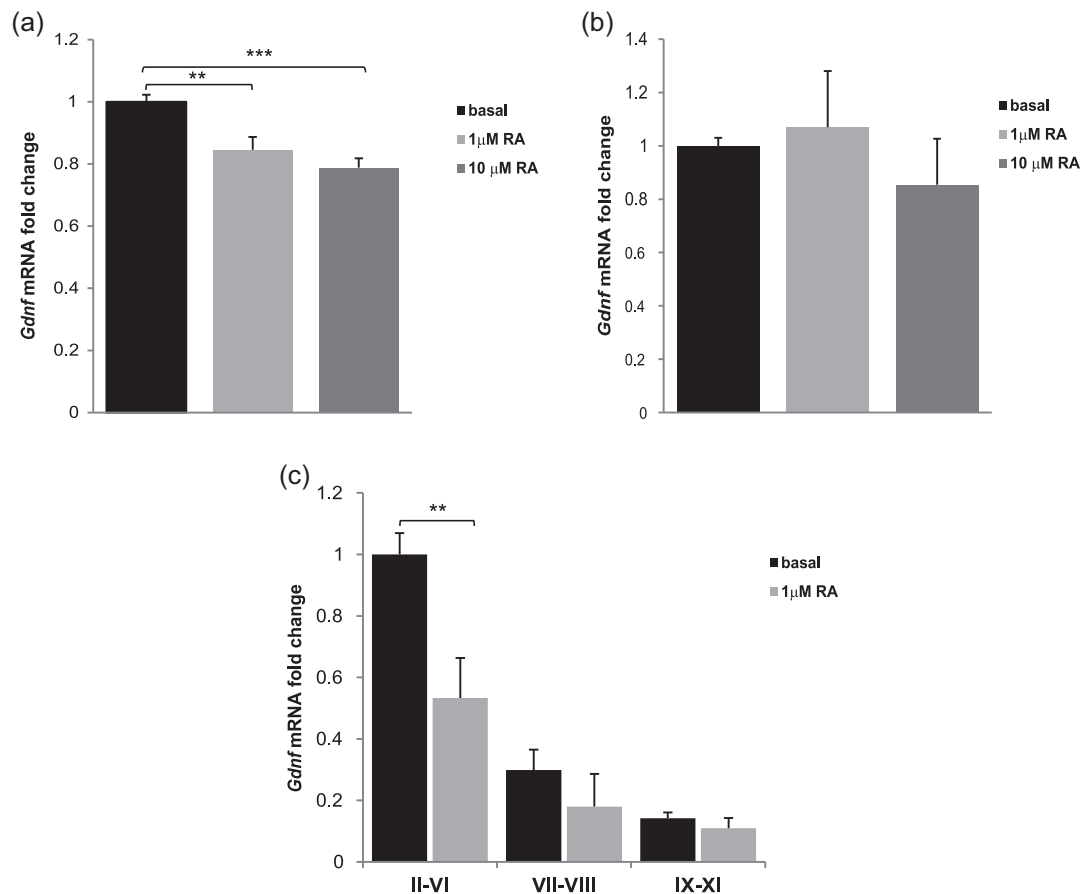 (a)
1.2
1
0.8
0.6
0.4
0.2
0
Gdnf mRNA fold change
**
***
basal
1μM RA
10 μM RA
(b)
1.4
1.2
1
0.8
0.6
0.4
0.2
0
Gdnf mRNA fold change
basal
1μM RA
10 μM RA
(c)
1.2
1
0.8
0.6
0.4
0.2
0
Gdnf mRNA fold change
**
basal
1μM RA
II-VI VII-VIII IX-XI